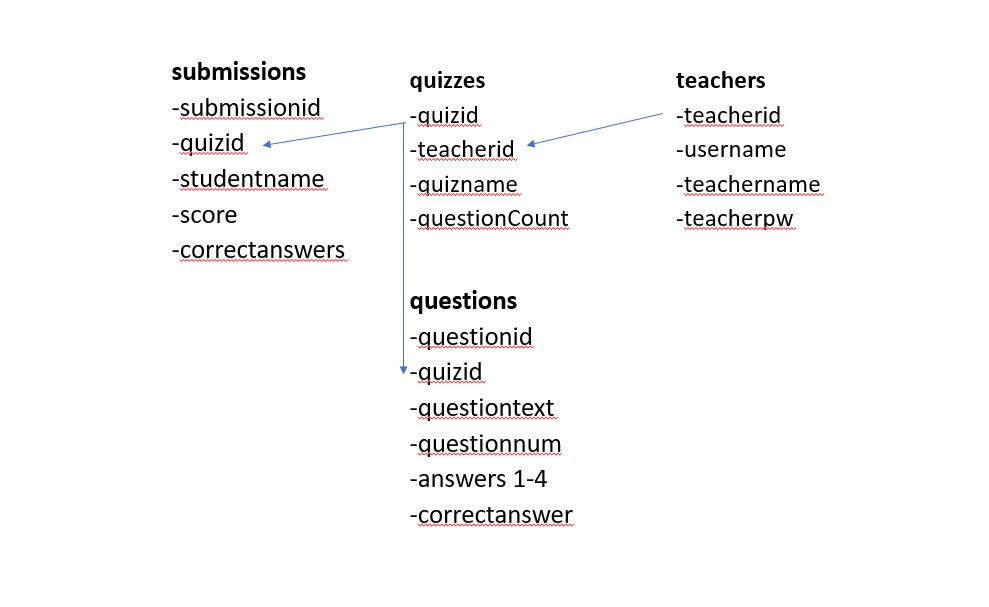 submissions
-submissionid
-quizid
-studentname
-score
-correctanswers
quizzes
-quizid
-teacherid
-quizname
-questionCount
teachers
-teacherid
-username
-teachername
-teacherpw
questions
-questionid
-quizid
-questiontext
-questionnum
-answers 1-4
-correctanswer